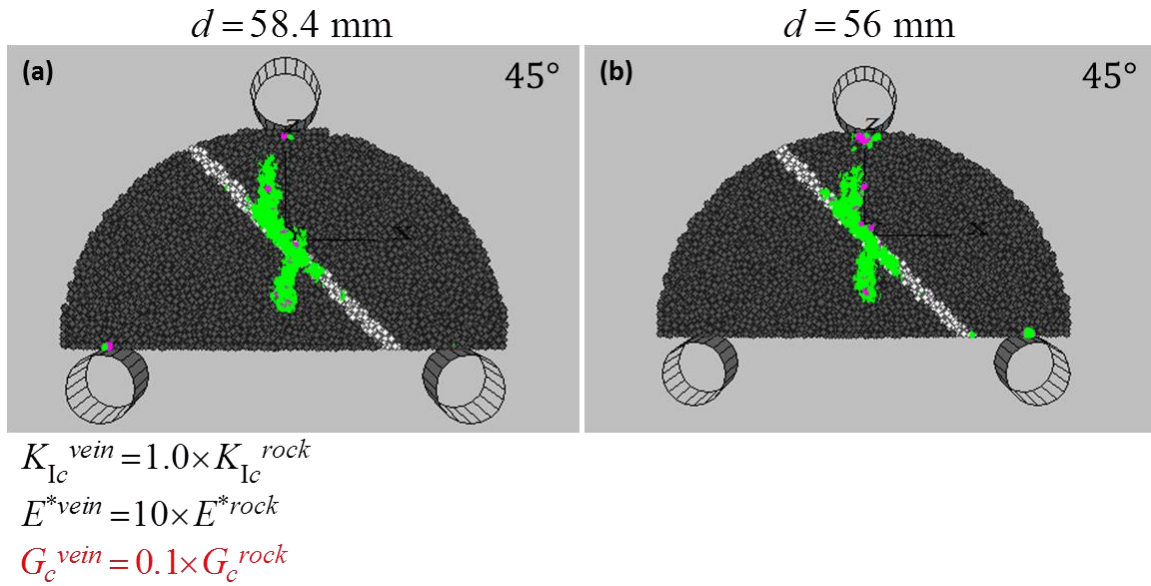 d = 58.4 mm
d = 56 mm
(a)
45°
(b)
45°
z
x
z
x
K_Ic^vein = 1.0 × K_Ic^rock
E*^vein = 10 × E*^rock
G_c^vein = 0.1 × G_c^rock